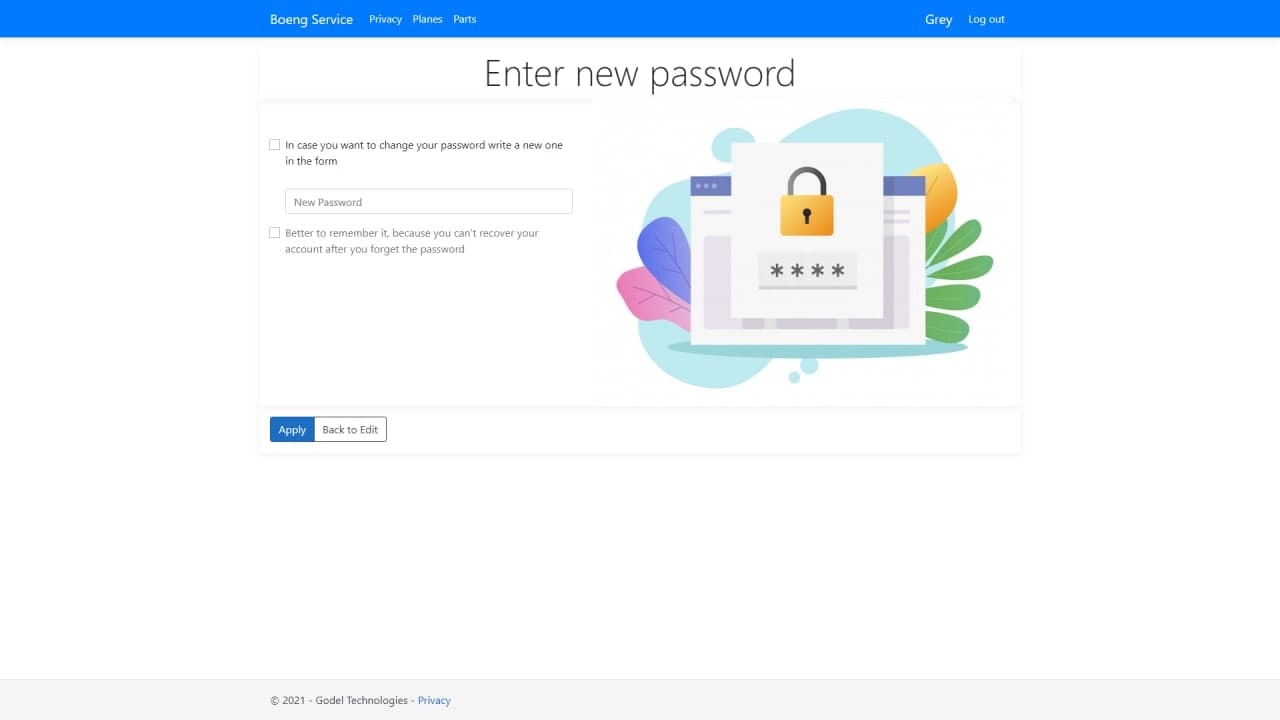 Boeng Service Privacy Planes Parts Grey Log out
Enter new password
In case you want to change your password write a new one
in the form
New Password
Better to remember it, because you can't recover your
account after you forget the password
* * * *
Apply Back to Edit
© 2021 - Godel Technologies - Privacy